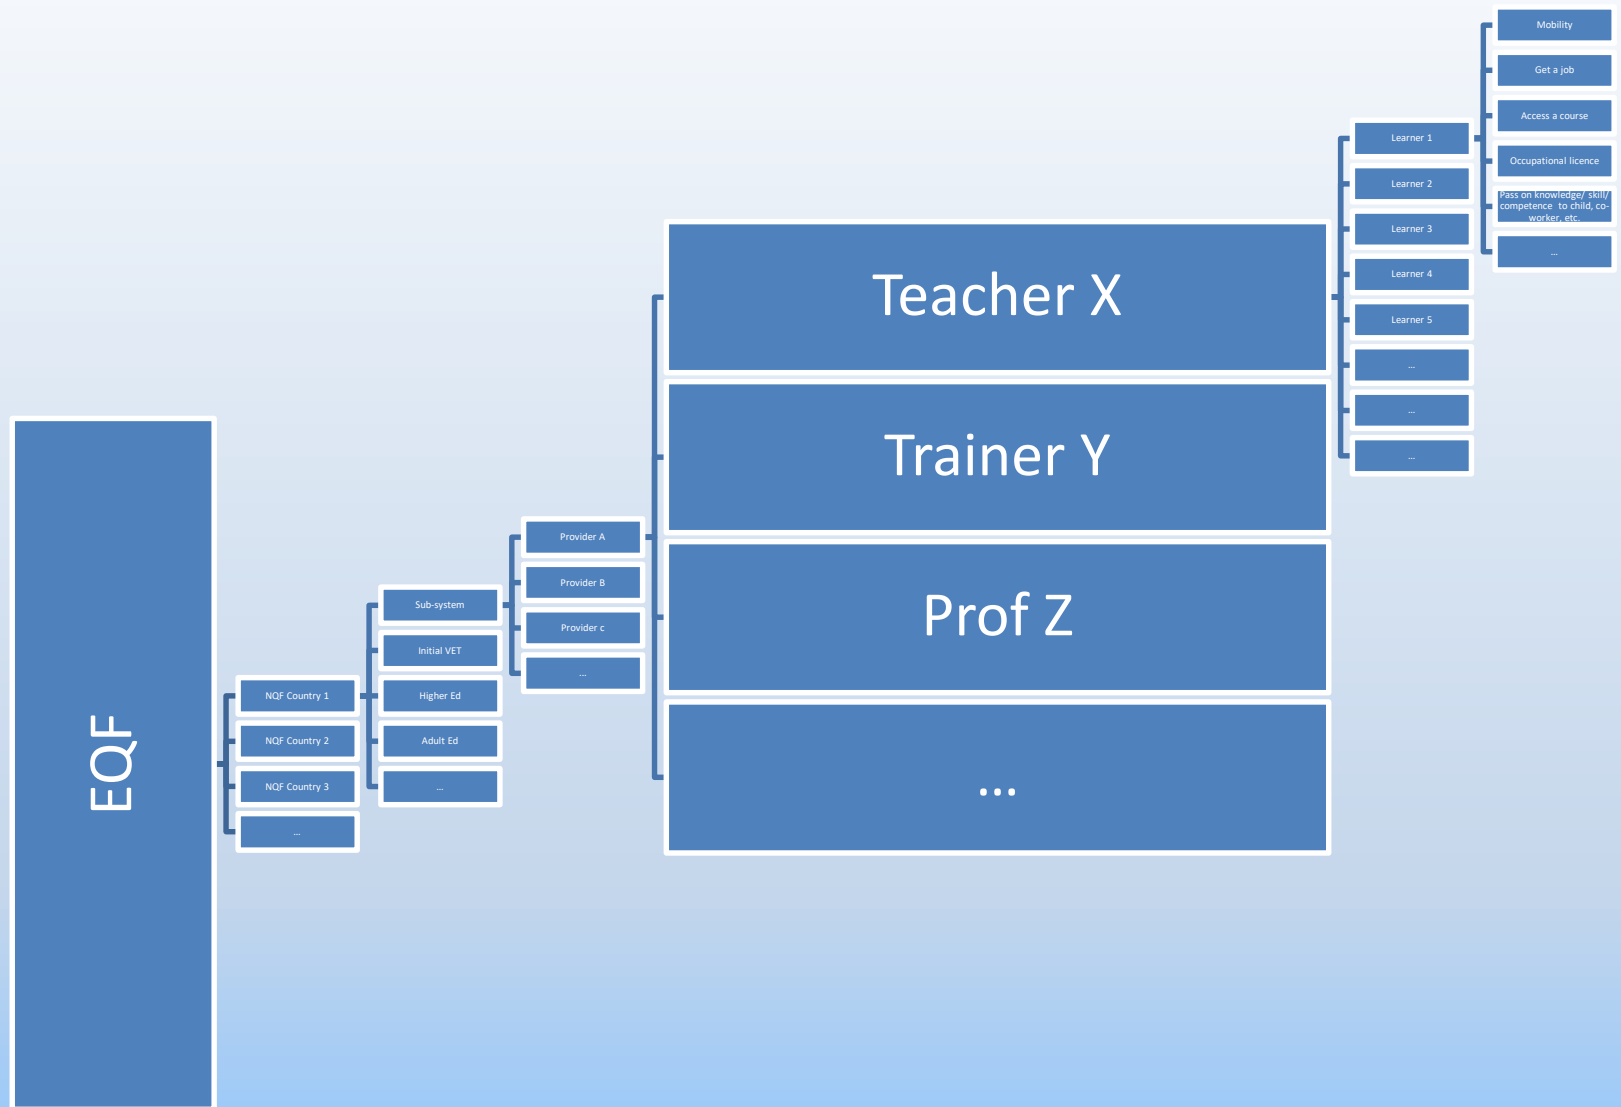 EQF
NQF Country 1
NQF Country 2
NQF Country 3
...
Sub-system
Initial VET
Higher Ed
Adult Ed
...
Provider A
Provider B
Provider c
...
Teacher X
Trainer Y
Prof Z
...
Learner 1
Learner 2
Learner 3
Learner 4
Learner 5
...
...
...
Mobility
Get a job
Access a course
Occupational licence
Pass on knowledge/ skill/
competence to child, co-
worker, etc.
...